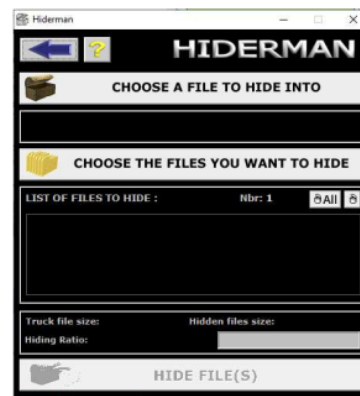 Hiderman
?
HIDERMAN
CHOOSE A FILE TO HIDE INTO
CHOOSE THE FILES YOU WANT TO HIDE
LIST OF FILES TO HIDE : Nbr: 1 All
Truck file size: Hidden files size:
Hiding Ratio:
HIDE FILE(S)